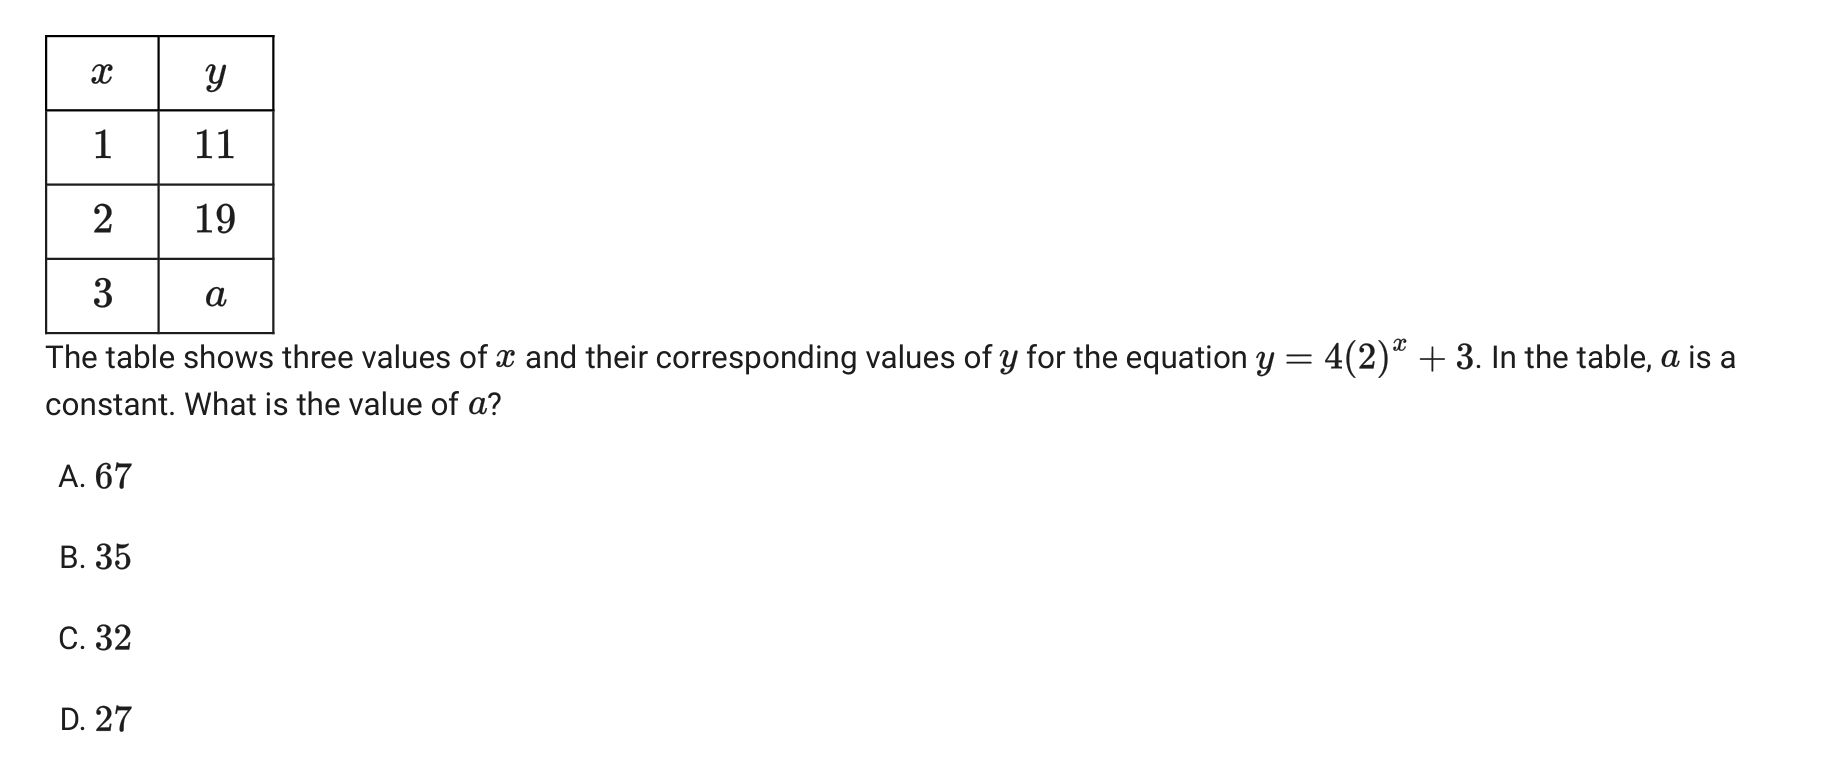 x y
1 11
2 19
3 a
The table shows three values of x and their corresponding values of y for the equation y = 4(2)^x + 3. In the table, a is a
constant. What is the value of a?
A. 67
B. 35
C. 32
D. 27